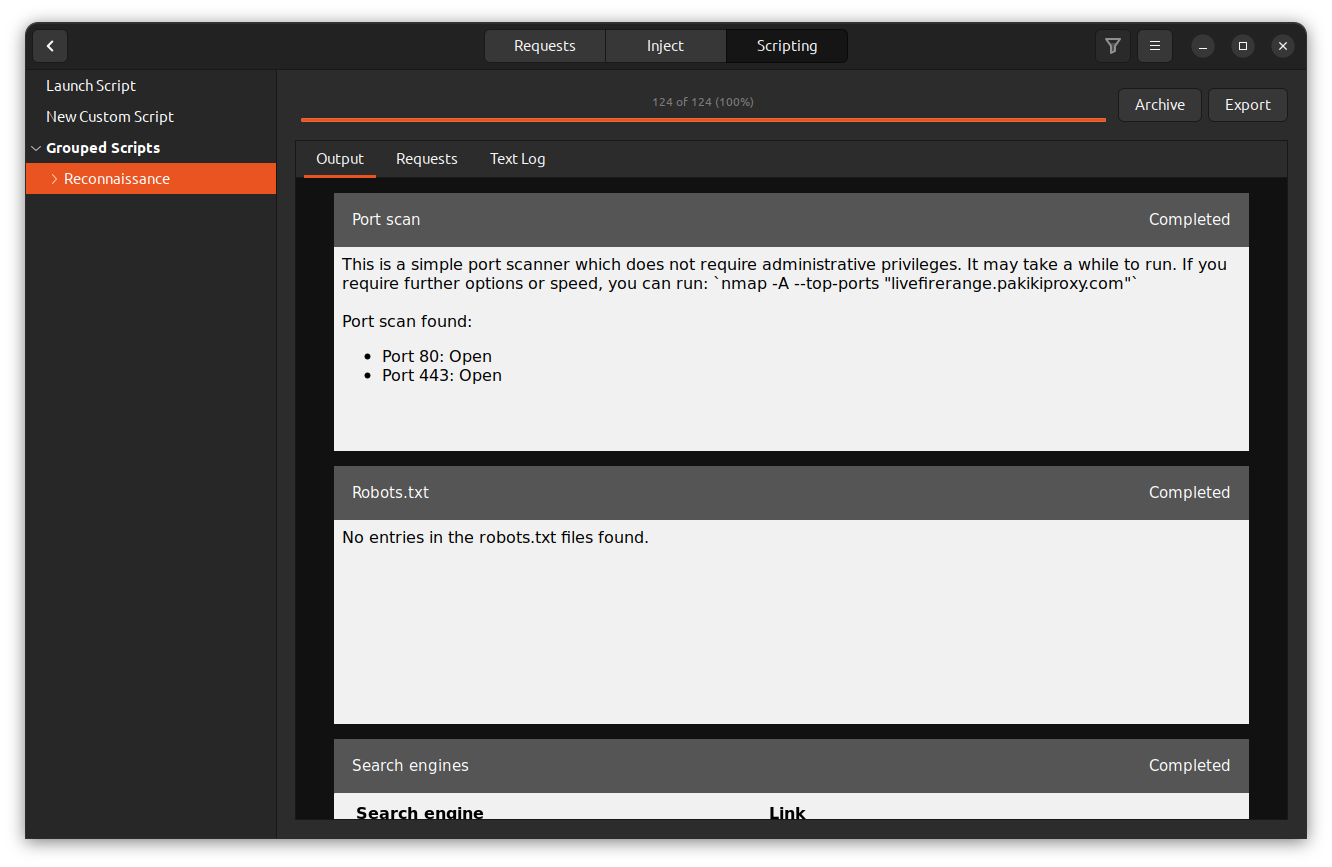 Requests
Inject
Scripting
Launch Script
New Custom Script
Grouped Scripts
Reconnaissance
124 of 124 (100%)
Archive
Export
Output
Requests
Text Log
Port scan
Completed
This is a simple port scanner which does not require administrative privileges. It may take a while to run. If you
require further options or speed, you can run: `nmap -A --top-ports "livefirerange.pakikiproxy.com"`
Port scan found:
• Port 80: Open
• Port 443: Open
Robots.txt
Completed
No entries in the robots.txt files found.
Search engines
Completed
Search engine
Link